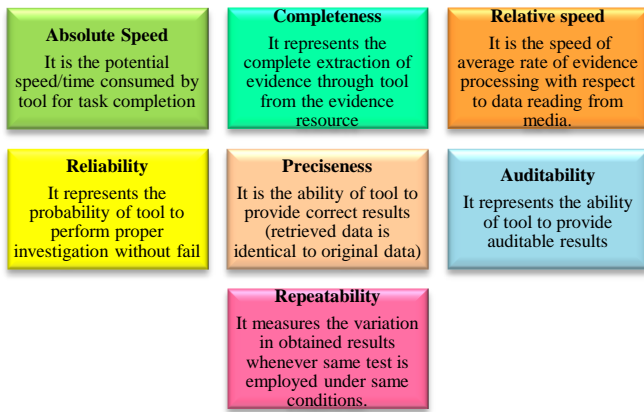 Absolute Speed
It is the potential
speed/time consumed by
tool for task completion
Completeness
It represents the
complete extraction of
evidence through tool
from the evidence
resource
Relative speed
It is the speed of
average rate of evidence
processing with respect
to data reading from
media.
Reliability
It represents the
probability of tool to
perform proper
investigation without fail
Preciseness
It is the ability of tool to
provide correct results
(retrieved data is
identical to original data)
Auditability
It represents the ability
of tool to provide
auditable results
Repeatability
It measures the variation
in obtained results
whenever same test is
employed under same
conditions.